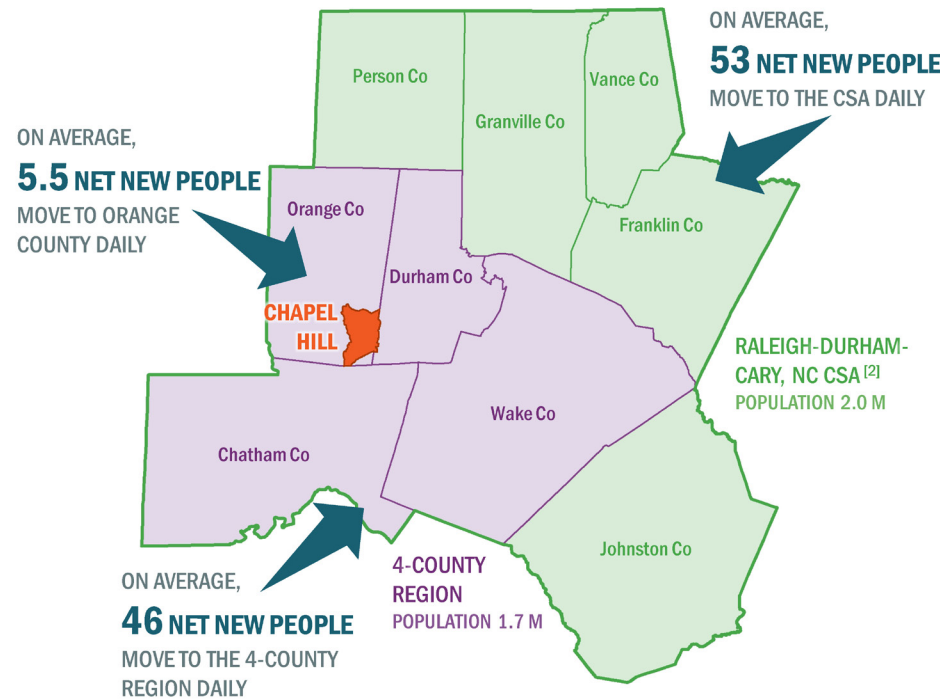 ON AVERAGE,
53 NET NEW PEOPLE
MOVE TO THE CSA DAILY
Person Co
Vance Co
Granville Co
ON AVERAGE,
5.5 NET NEW PEOPLE
MOVE TO ORANGE
COUNTY DAILY
Orange Co
Franklin Co
Durham Co
CHAPEL
HILL
RALEIGH-DURHAM-
CARY, NC CSA [2]
POPULATION 2.0 M
Wake Co
Chatham Co
Johnston Co
4-COUNTY
REGION
POPULATION 1.7 M
ON AVERAGE,
46 NET NEW PEOPLE
MOVE TO THE 4-COUNTY
REGION DAILY